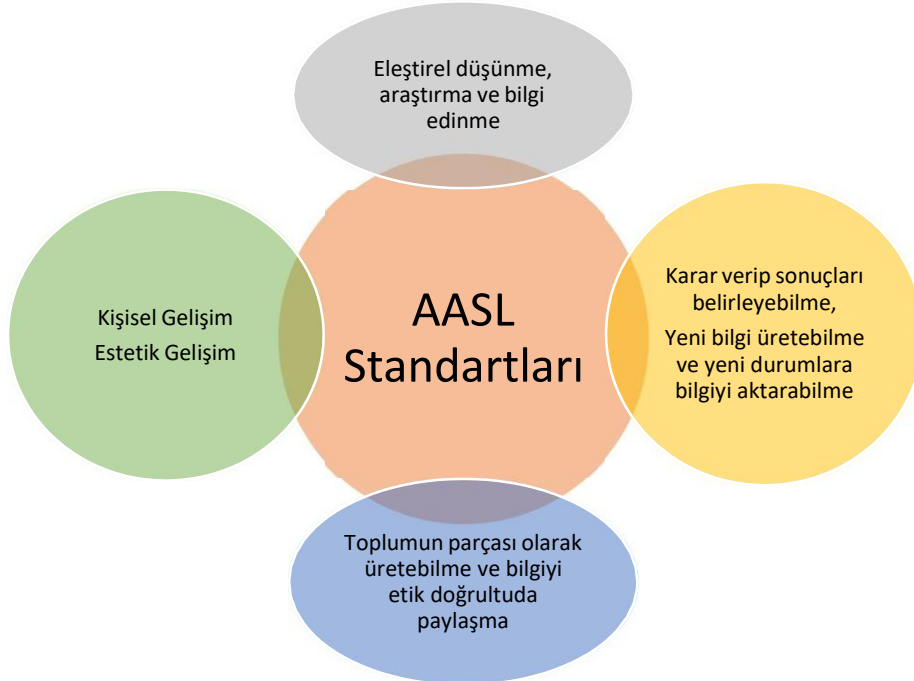 Eleştirel düşünme,
araştırma ve bilgi
edinme
Kişisel Gelişim
Estetik Gelişim
AASL
Standartları
Karar verip sonuçları
belirleyebilme,
Yeni bilgi üretebilme
ve yeni durumlara
bilgiyi aktarabilme
Toplumun parçası olarak
üretebilme ve bilgiyi
etik doğrultuda
paylaşma